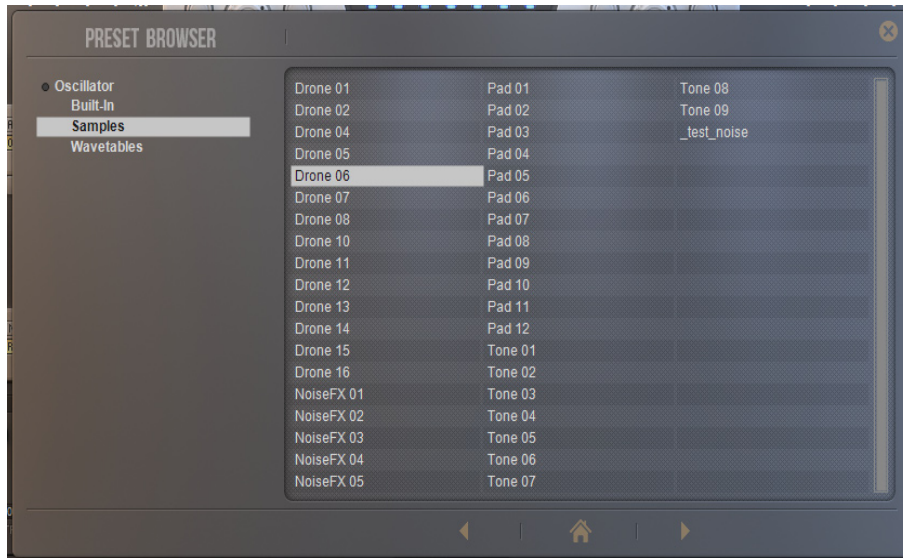 PRESET BROWSER
Oscillator
Built-In
Samples
Wavetables
Drone 01
Drone 02
Drone 04
Drone 05
Drone 06
Drone 07
Drone 08
Drone 10
Drone 11
Drone 12
Drone 13
Drone 14
Drone 15
Drone 16
NoiseFX 01
NoiseFX 02
NoiseFX 03
NoiseFX 04
NoiseFX 05
Pad 01
Pad 02
Pad 03
Pad 04
Pad 05
Pad 06
Pad 07
Pad 08
Pad 09
Pad 10
Pad 11
Pad 12
Tone 01
Tone 02
Tone 03
Tone 04
Tone 05
Tone 06
Tone 07
Tone 08
Tone 09
_test_noise